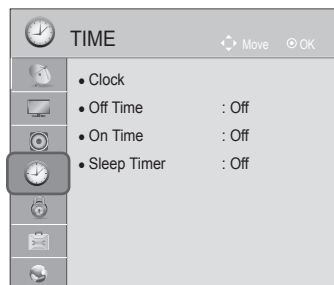 TIME
Move OK
• Clock
• Off Time : Off
• On Time : Off
• Sleep Timer : Off